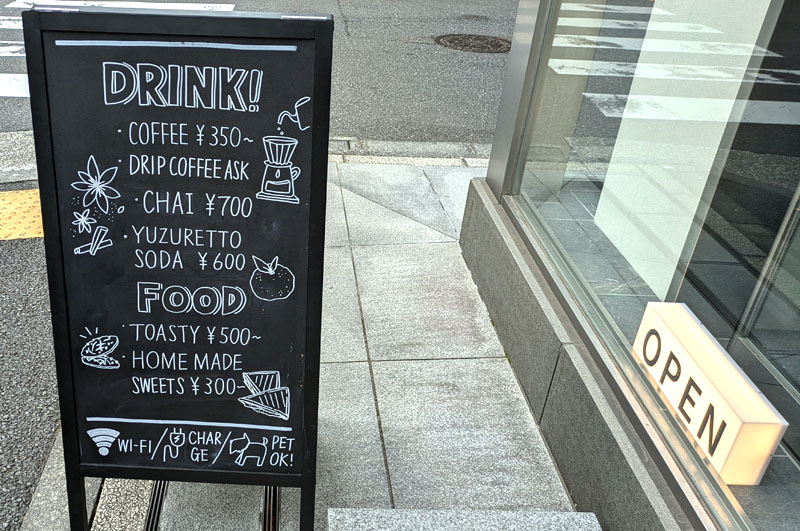 DRINK!
・COFFEE ¥350~
・DRIP COFFEE ASK
・CHAI ¥700
・YUZURETTO
SODA ¥600
FOOD
・TOASTY ¥500~
・HOME MADE
SWEETS ¥300~
WI-FI / CHAR
GE / PET
OK!
OPEN